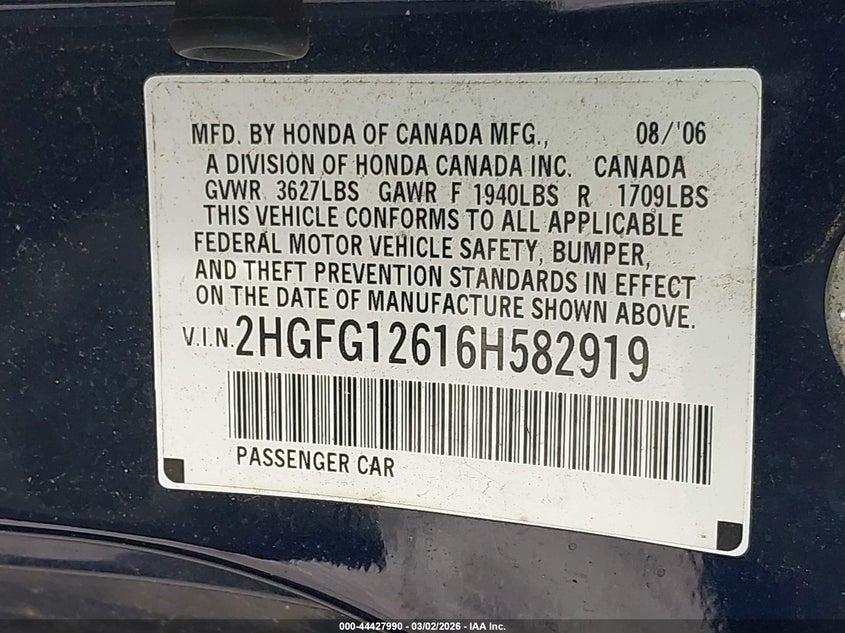 MFD. BY HONDA OF CANADA MFG., 08/'06
A DIVISION OF HONDA CANADA INC. CANADA
GVWR 3627LBS GAWR F 1940LBS R 1709LBS
THIS VEHICLE CONFORMS TO ALL APPLICABLE
FEDERAL MOTOR VEHICLE SAFETY, BUMPER,
AND THEFT PREVENTION STANDARDS IN EFFECT
ON THE DATE OF MANUFACTURE SHOWN ABOVE.
V.I.N. 2HGFG12616H582919
PASSENGER CAR
000-44427990 - 03/02/2026 - IAA Inc.